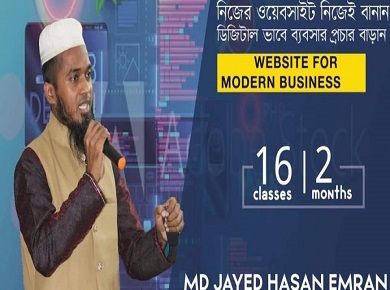 নিজের ওয়েবসাইট নিজেই বানান
ডিজিটাল ভাবে ব্যবসার প্রচার বাড়ান
WEBSITE FOR
MODERN BUSINESS
16 | 2
classes months
MD JAYED HASAN EMRAN